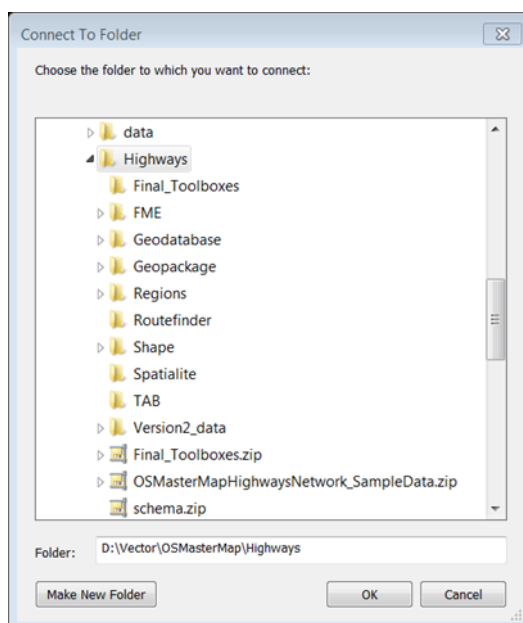 Connect To Folder
Choose the folder to which you want to connect:
data
Highways
Final_Toolboxes
FME
Geodatabase
Geopackage
Regions
Routefinder
Shape
Spatialite
TAB
Version2_data
Final_Toolboxes.zip
OSMasterMapHighwaysNetwork_SampleData.zip
schema.zip
Folder: D:\Vector\OSMasterMap\Highways
Make New Folder OK Cancel